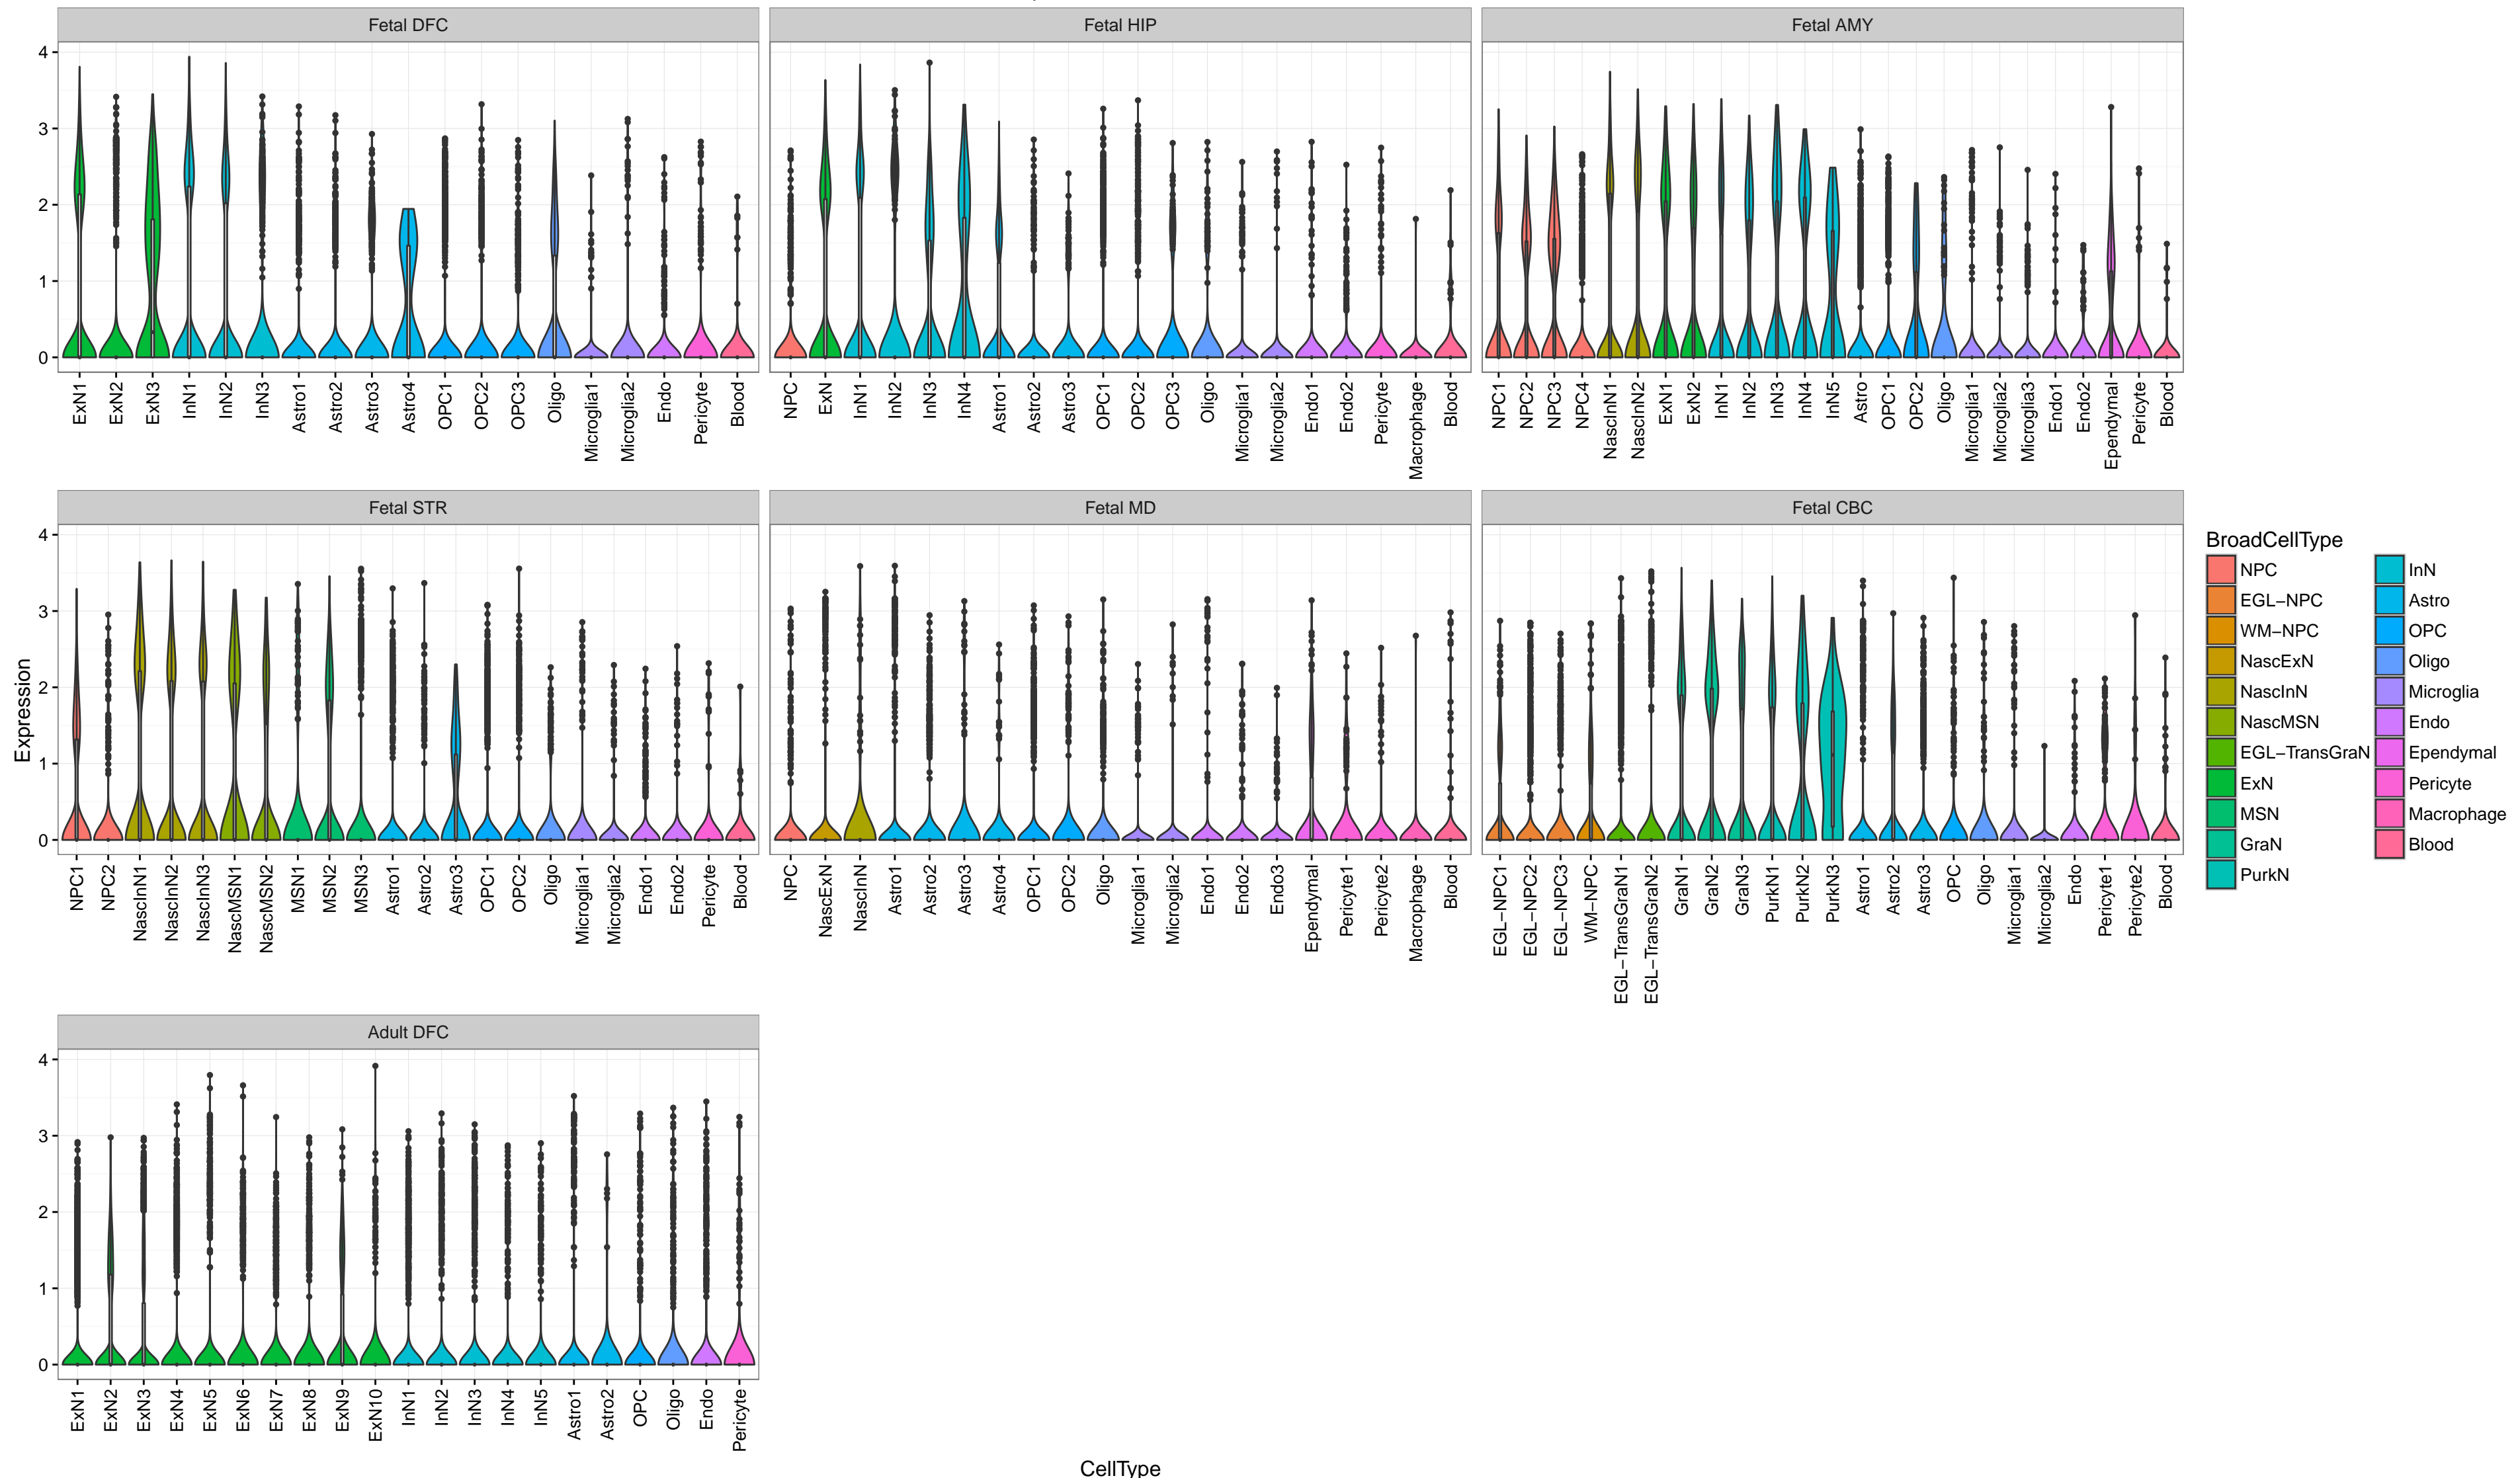 Fetal DFC
Fetal HIP
Fetal AMY
4
3
2
1
0
ExN1 ExN2 ExN3 InN1 InN2 InN3 Astro1 Astro2 Astro3 Astro4 OPC1 OPC2 OPC3 Oligo Microglia1 Microglia2 Endo Pericyte Blood
NPC ExN InN1 InN2 InN3 InN4 Astro1 Astro2 Astro3 OPC1 OPC2 OPC3 Oligo Microglia1 Microglia2 Endo1 Endo2 Pericyte Macrophage Blood
NPC1 NPC2 NPC3 NPC4 NascInN1 NascInN2 ExN1 ExN2 InN1 InN2 InN3 InN4 InN5 Astro OPC1 OPC2 Oligo Microglia1 Microglia2 Microglia3 Endo1 Endo2 Ependymal Pericyte Blood
Fetal STR
Fetal MD
Fetal CBC
4
3
2
1
0
Expression
NPC1 NPC2 NascInN1 NascInN2 NascInN3 NascMSN1 NascMSN2 MSN1 MSN2 MSN3 Astro1 Astro2 Astro3 OPC1 OPC2 Oligo Microglia1 Microglia2 Endo1 Endo2 Pericyte Blood
NPC NascExN NascInN Astro1 Astro2 Astro3 Astro4 OPC1 OPC2 Oligo Microglia1 Microglia2 Endo1 Endo2 Endo3 Ependymal Pericyte1 Pericyte2 Macrophage Blood
EGL−NPC1 EGL−NPC2 EGL−NPC3 WM−NPC EGL−TransGraN1 EGL−TransGraN2 GraN1 GraN2 GraN3 PurkN1 PurkN2 PurkN3 Astro1 Astro2 Astro3 OPC Oligo Microglia1 Microglia2 Endo Pericyte1 Pericyte2 Blood
BroadCellType
NPC
EGL−NPC
WM−NPC
NascExN
NascInN
NascMSN
EGL−TransGraN
ExN
MSN
GraN
PurkN
InN
Astro
OPC
Oligo
Microglia
Endo
Ependymal
Pericyte
Macrophage
Blood
Adult DFC
4
3
2
1
0
ExN1 ExN2 ExN3 ExN4 ExN5 ExN6 ExN7 ExN8 ExN9 ExN10 InN1 InN2 InN3 InN4 InN5 Astro1 Astro2 OPC Oligo Endo Pericyte
CellType